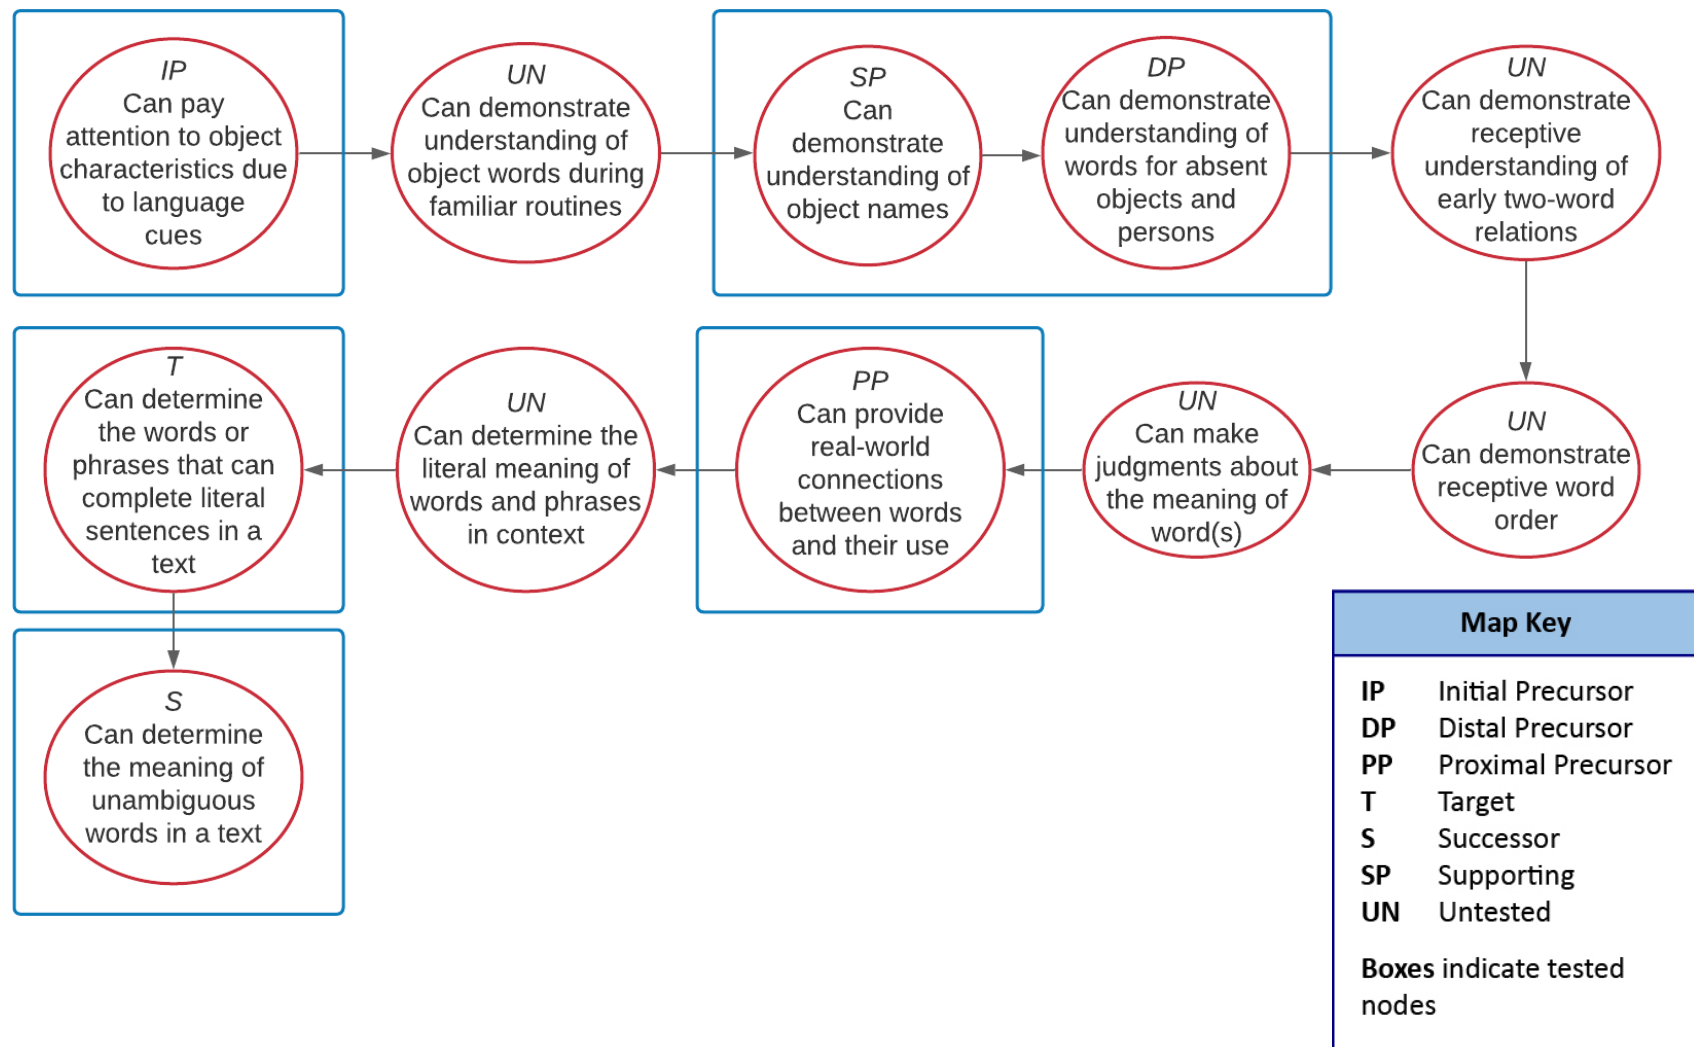 IP
Can pay
attention to object
characteristics due
to language
cues
UN
Can demonstrate
understanding of
object words during
familiar routines
SP
Can
demonstrate
understanding of
object names
DP
Can demonstrate
understanding of
words for absent
objects and
persons
UN
Can demonstrate
receptive
understanding of
early two-word
relations
UN
Can demonstrate
receptive word
order
UN
Can make
judgments about
the meaning of
word(s)
PP
Can provide
real-world
connections
between words
and their use
UN
Can determine the
literal meaning of
words and phrases
in context
T
Can determine
the words or
phrases that can
complete literal
sentences in a
text
S
Can determine
the meaning of
unambiguous
words in a text
Map Key
IP Initial Precursor
DP Distal Precursor
PP Proximal Precursor
T Target
S Successor
SP Supporting
UN Untested
Boxes indicate tested
nodes